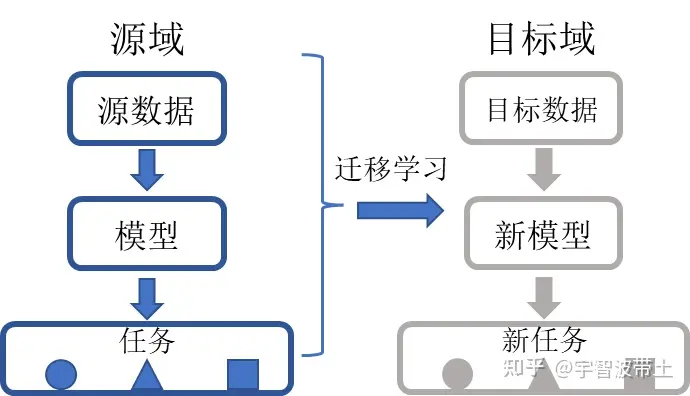 源域
目标域
源数据
目标数据
迁移学习
模型
新模型
任务
新任务
知乎 @宇智波带土